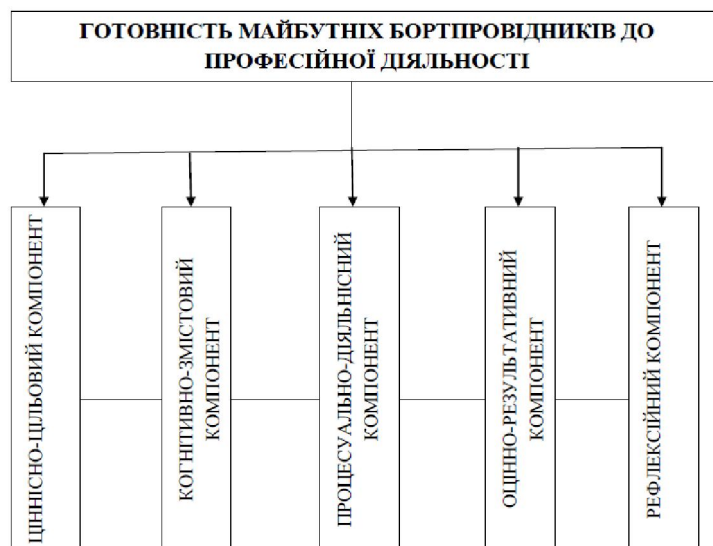 ГОТОВНІСТЬ МАЙБУТНІХ БОРТПРОВІДНИКІВ ДО
ПРОФЕСІЙНОЇ ДІЯЛЬНОСТІ
ЦІННІСНО-ЦІЛЬОВИЙ КОМПОНЕНТ
КОГНІТИВНО-ЗМІСТОВИЙ
КОМПОНЕНТ
ПРОЦЕСУАЛЬНО-ДІЯЛЬНІСНИЙ
КОМПОНЕНТ
ОЦІННО-РЕЗУЛЬТАТИВНИЙ
КОМПОНЕНТ
РЕФЛЕКСІЙНИЙ КОМПОНЕНТ